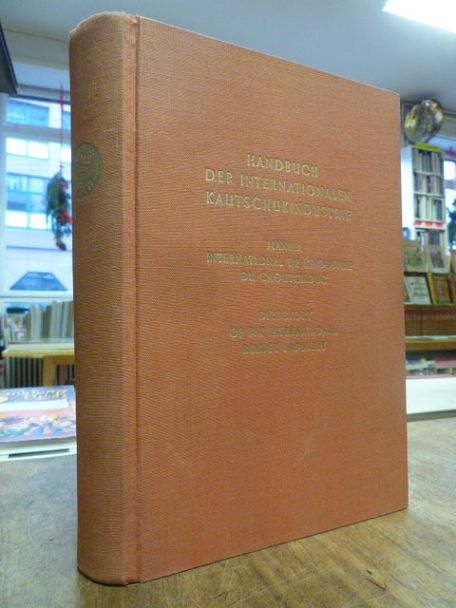 HANDBUCH
DER INTERNATIONALEN
KAUTSCHUKINDUSTRIE
MANUEL
INTERNATIONAL DE L'INDUSTRIE
DU CAOUTCHOUC
DIRECTORY
OF THE INTERNATIONAL
RUBBER INDUSTRY